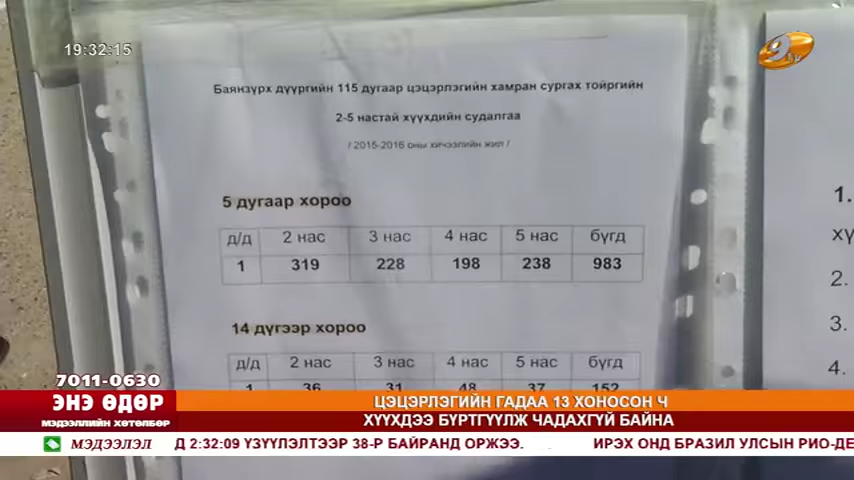 19:32:15
9 TV
Баянзүрх дүүргийн 115 дугаар цэцэрлэгийн хамран сургах тойргийн
2-5 настай хүүхдийн судалгаа
/ 2015-2016 оны хичээлийн жил /
5 дугаар хороо
д/д 2 нас 3 нас 4 нас 5 нас бүгд
1 319 228 198 238 983
14 дүгээр хороо
д/д 2 нас 3 нас 4 нас 5 нас бүгд
1 36 31 48 37 152
1.
хү
2.
3.
4.
7011-0630
ЭНЭ ӨДӨР
МЭДЭЭЛЛИЙН ХӨТӨЛБӨР
ЦЭЦЭРЛЭГИЙН ГАДАА 13 ХОНОСОН Ч
ХҮҮХДЭЭ БҮРТГҮҮЛЖ ЧАДАХГҮЙ БАЙНА
МЭДЭЭЛЭЛ Д 2:32:09 ҮЗҮҮЛЭЛТЭЭР 38-Р БАЙРАНД ОРЖЭЭ. ИРЭХ ОНД БРАЗИЛ УЛСЫН РИО-ДЕ